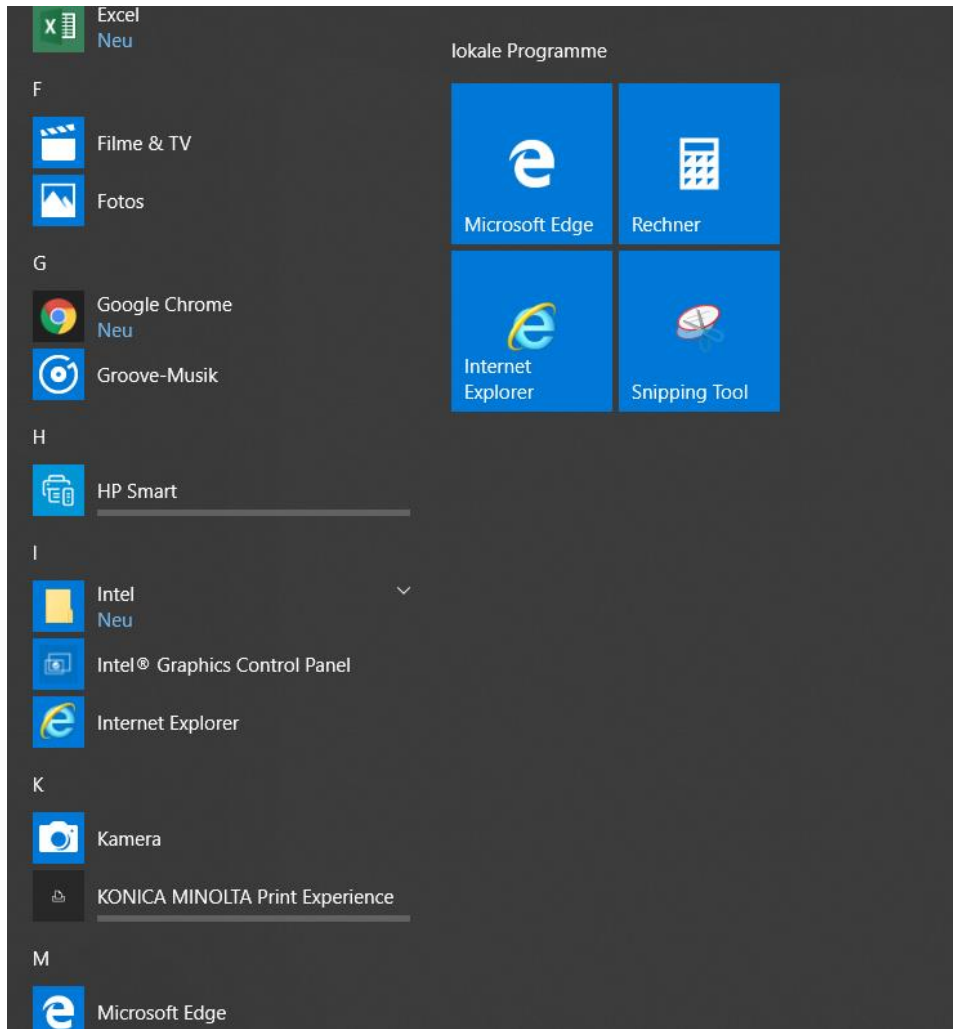 Excel
Neu
F
Filme & TV
Fotos
G
Google Chrome
Neu
Groove-Musik
H
HP Smart
I
Intel
Neu
Intel® Graphics Control Panel
Internet Explorer
K
Kamera
KONICA MINOLTA Print Experience
M
Microsoft Edge
lokale Programme
Microsoft Edge
Rechner
Internet
Explorer
Snipping Tool